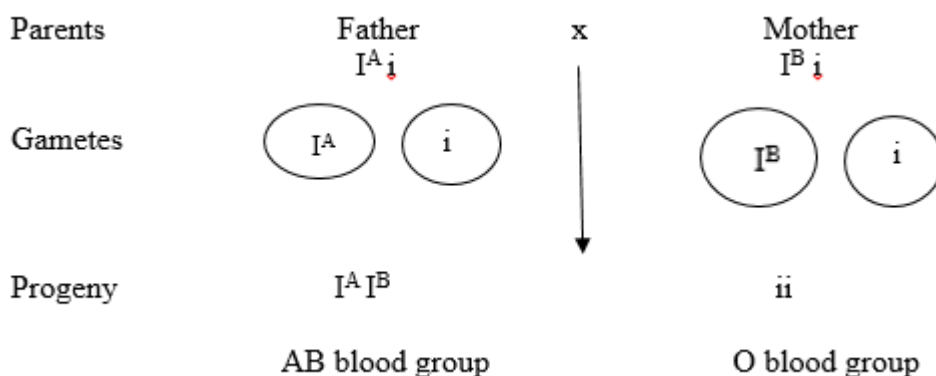 Parents Father x Mother
I^A i I^B i
Gametes I^A i I^B i
Progeny I^A I^B ii
AB blood group O blood group